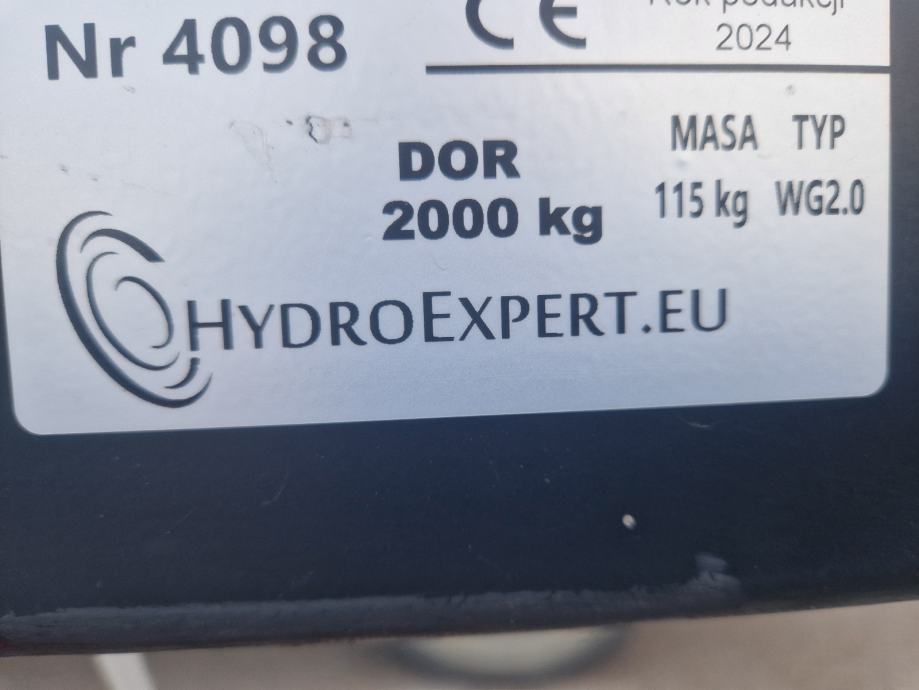 Nr 4098
CE
2024
DOR
2000 kg
MASA TYP
115 kg WG2.0
HYDROEXPERT.EU